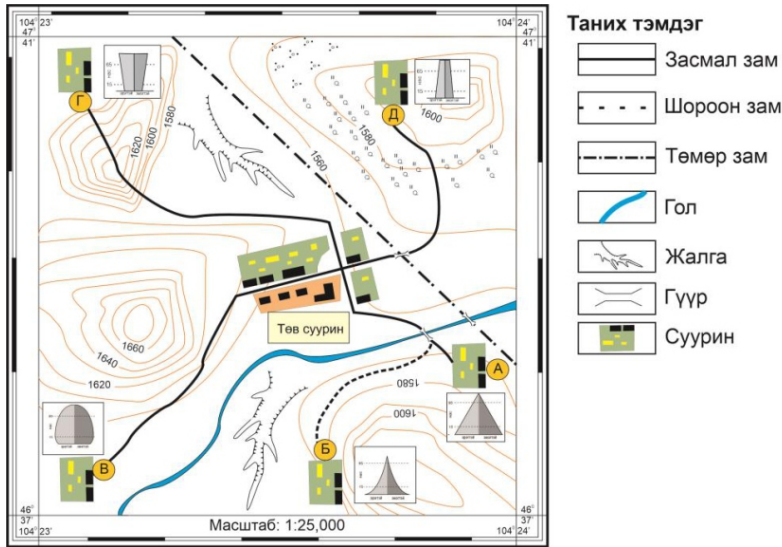 104° 23'
104° 24'
47°
41'
47°
41'
Г
Д
1620
1600
1580
1580
1600
1560
Төв суурин
1660
1640
1620
А
1580
1600
В
Б
46°
37'
46°
37'
104° 23'
Масштаб: 1:25,000
104° 24'
Таних тэмдэг
Засмал зам
Шороон зам
Төмөр зам
Гол
Жалга
Гүүр
Суурин